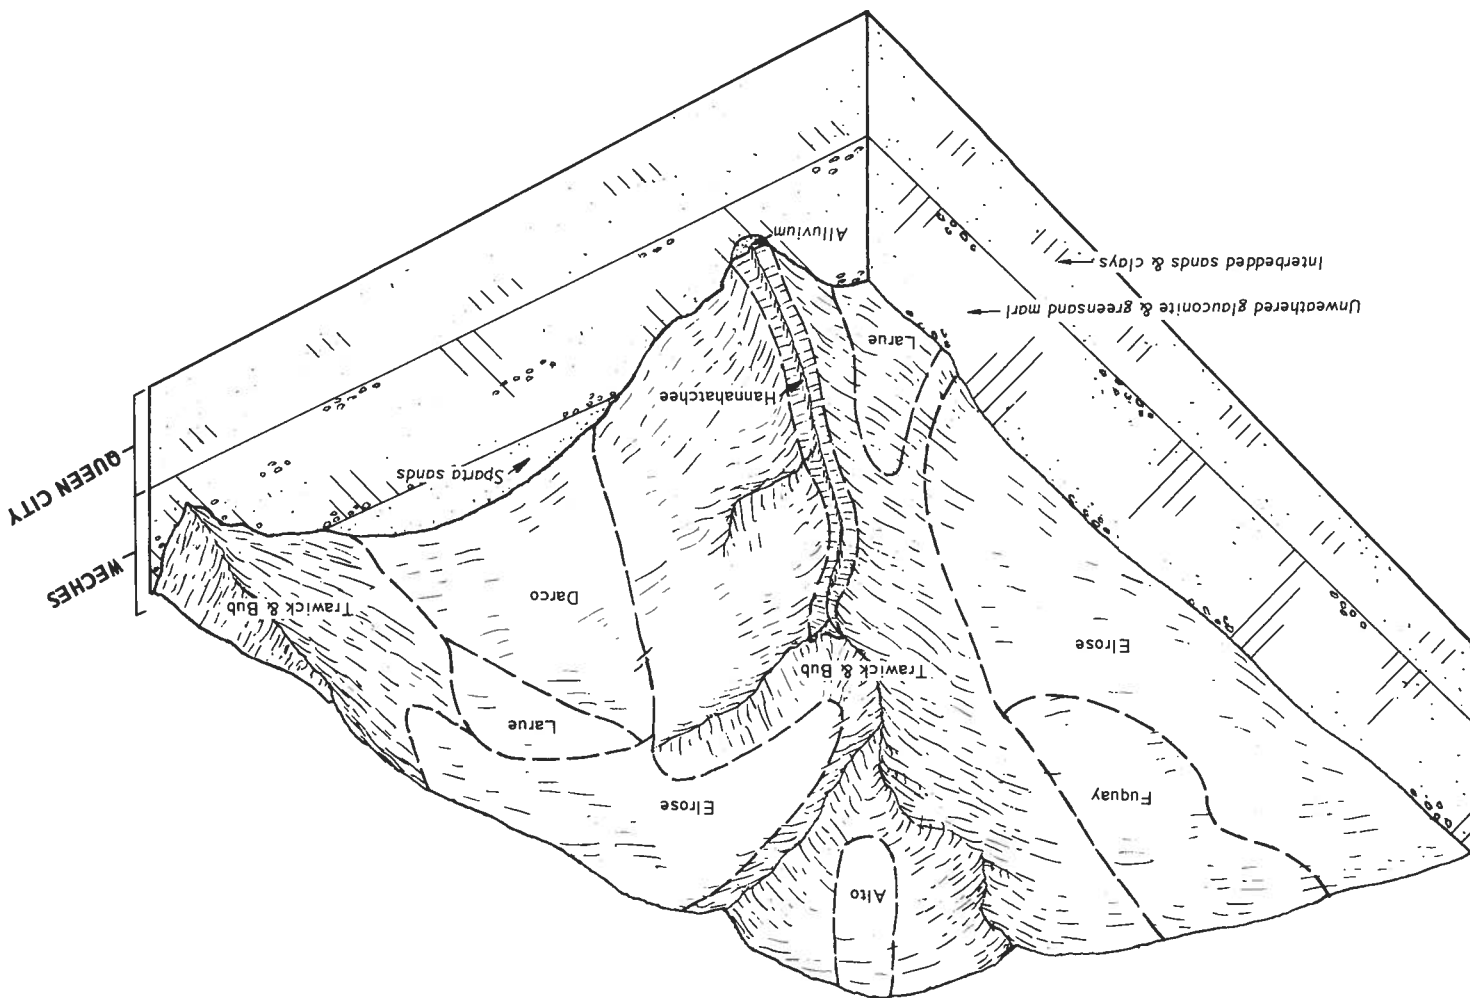 Alto
Fuquay
Elrose
Elrose
Larue
Trawick & Bub
Trawick & Bub
Darco
Sparta sands
Hannahatchee
Larue
Alluvium
Unweathered glauconite & greensand marl
Interbedded sands & clays
WECHES
QUEEN CITY